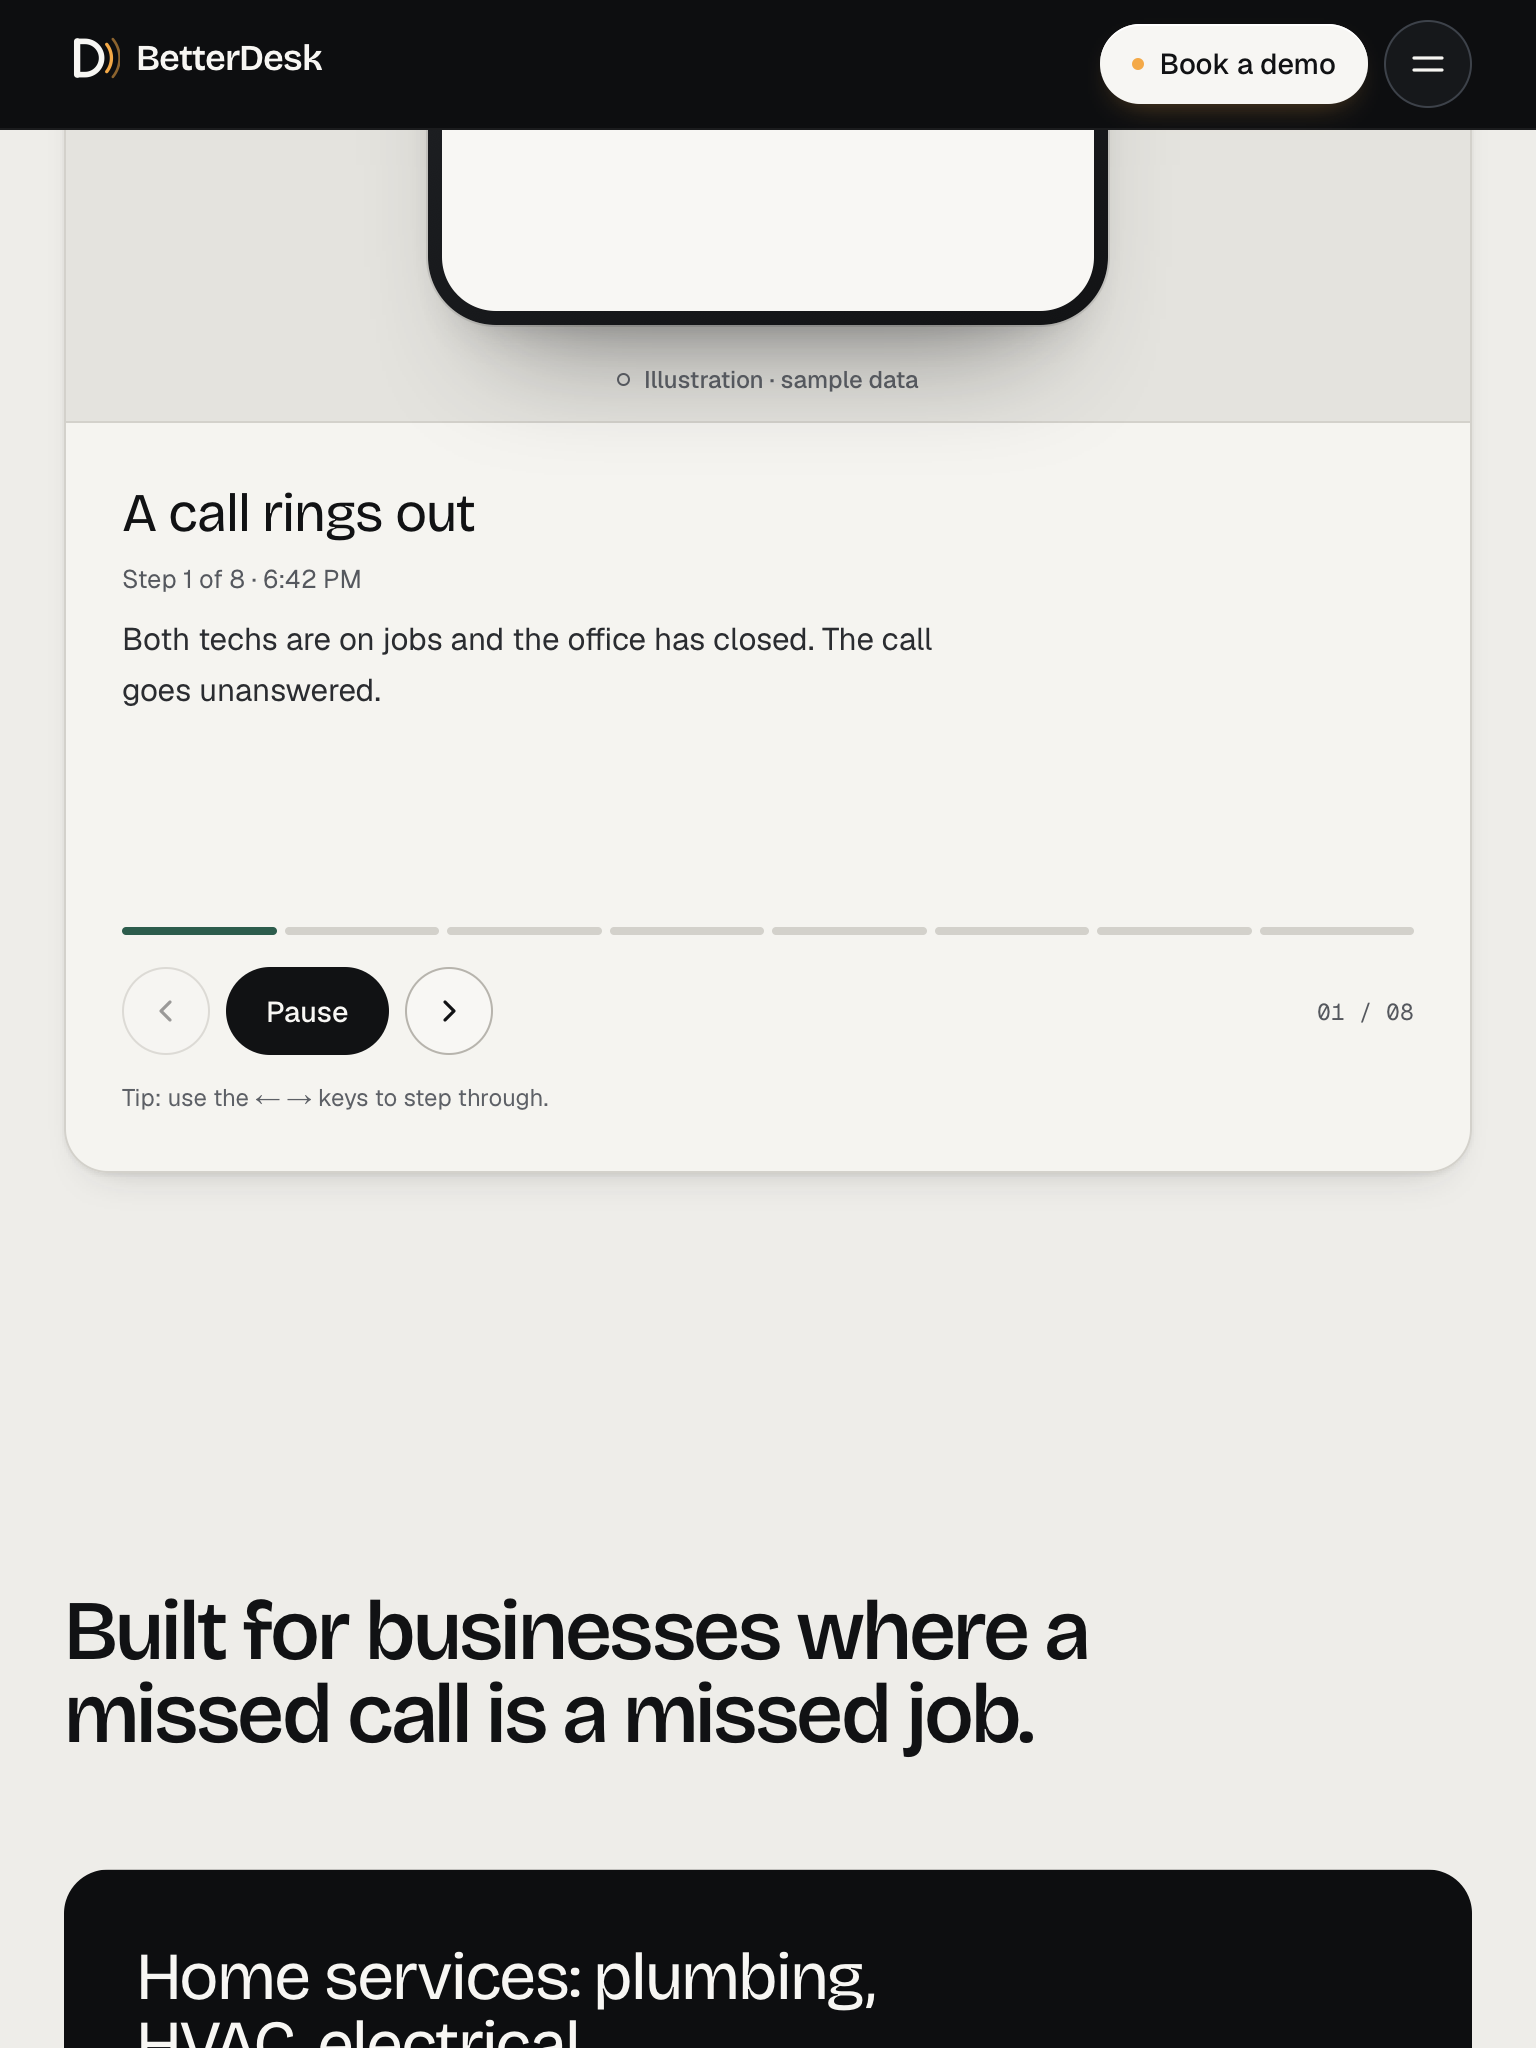 BetterDesk
Book a demo
Illustration · sample data
A call rings out
Step 1 of 8 · 6:42 PM
Both techs are on jobs and the office has closed. The call
goes unanswered.
Pause
01 / 08
Tip: use the ← → keys to step through.
Built for businesses where a
missed call is a missed job.
Home services: plumbing,
HVAC, electrical